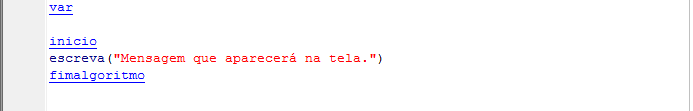 var
inicio
escreva("Mensagem que aparecerá na tela.")
fimalgoritmo